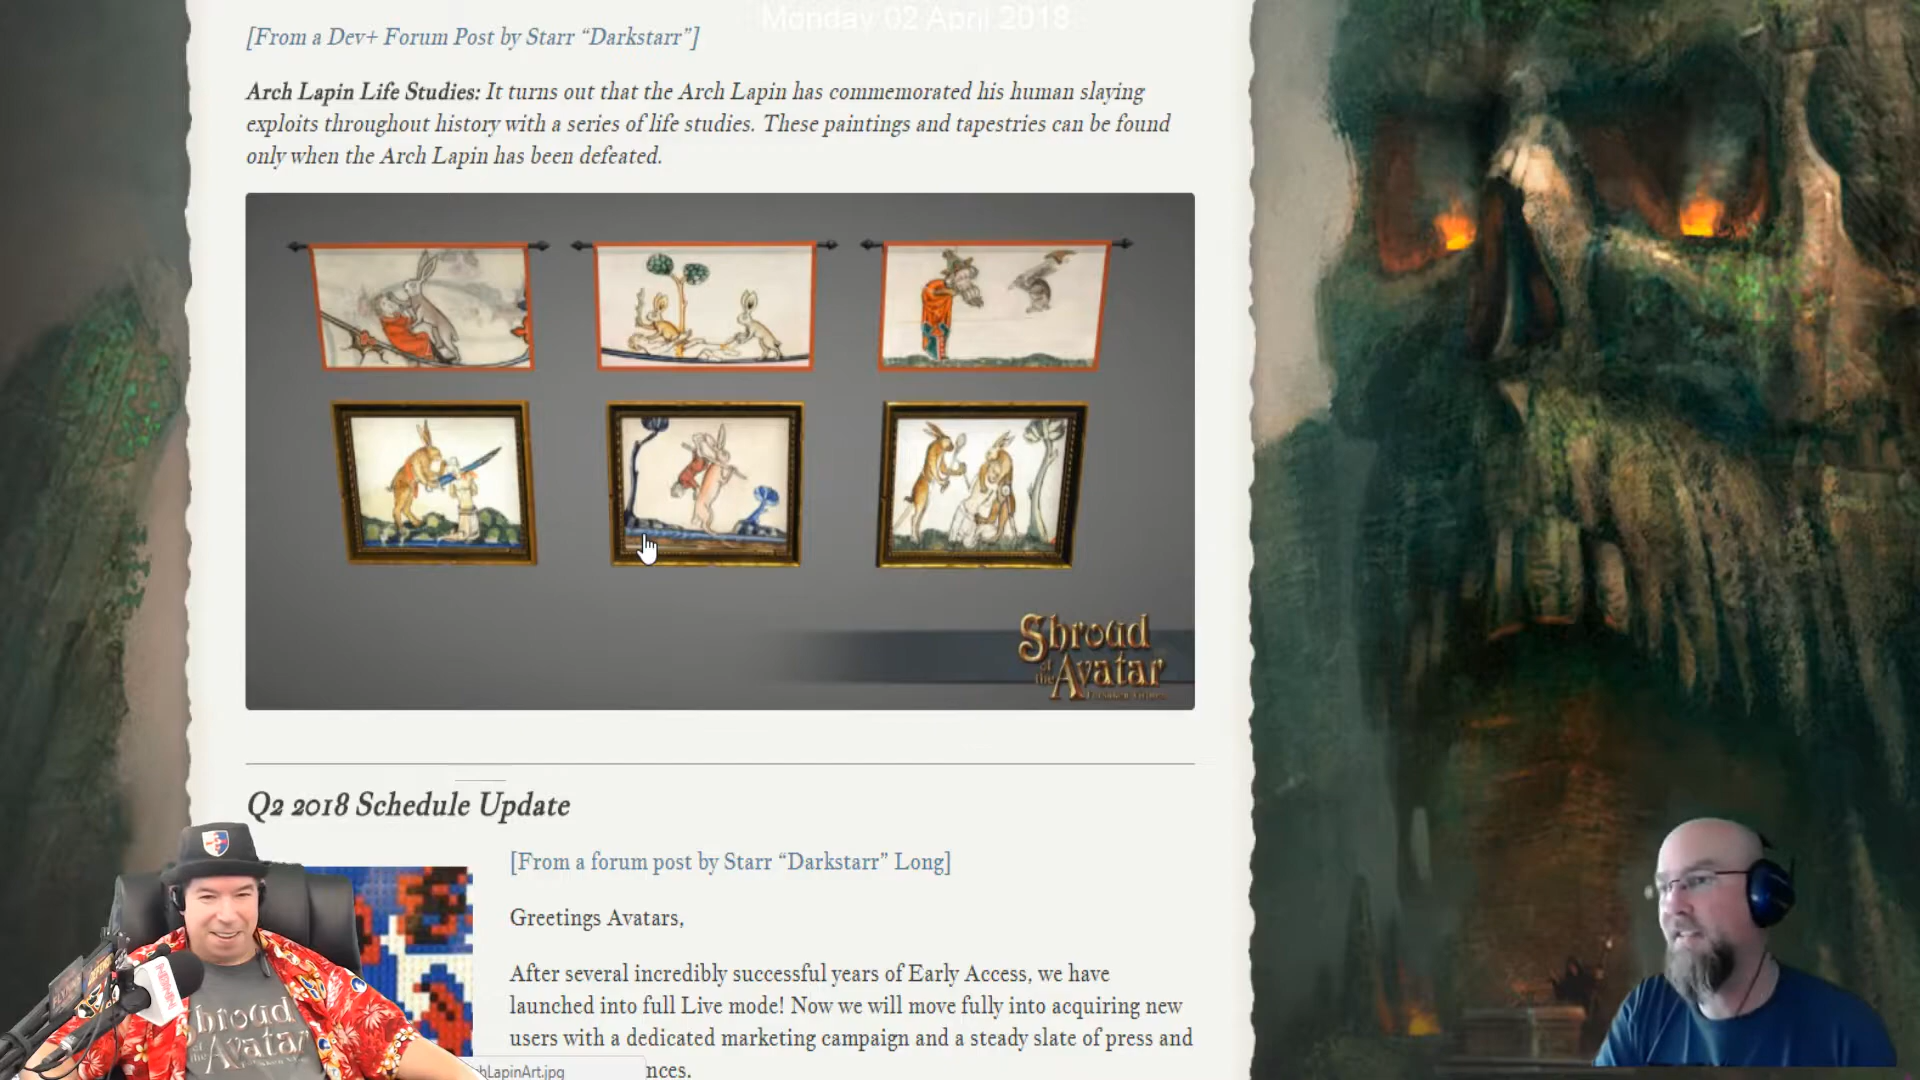 Monday 02 April 2018
[From a Dev+ Forum Post by Starr “Darkstarr”]
Arch Lapin Life Studies: It turns out that the Arch Lapin has commemorated his human slaying
exploits throughout history with a series of life studies. These paintings and tapestries can be found
only when the Arch Lapin has been defeated.
Shroud
of the Avatar
Q2 2018 Schedule Update
[From a forum post by Starr “Darkstarr” Long]
Greetings Avatars,
After several incredibly successful years of Early Access, we have
launched into full Live mode! Now we will move fully into acquiring new
users with a dedicated marketing campaign and a steady slate of press and
hLapinArt.jpg
nces.
Shroud
of the Avatar